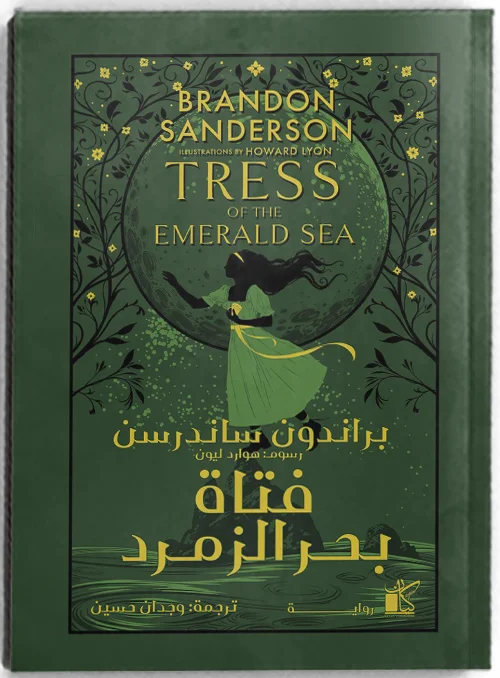 BRANDON
SANDERSON
ILLUSTRATIONS BY HOWARD LYON
TRESS
OF THE
EMERALD SEA
براندون ساندرسن
رسوم: هوارد ليون
فتاة
بحر الزمرد
ترجمة: وجدان حسين
رواية
كيان